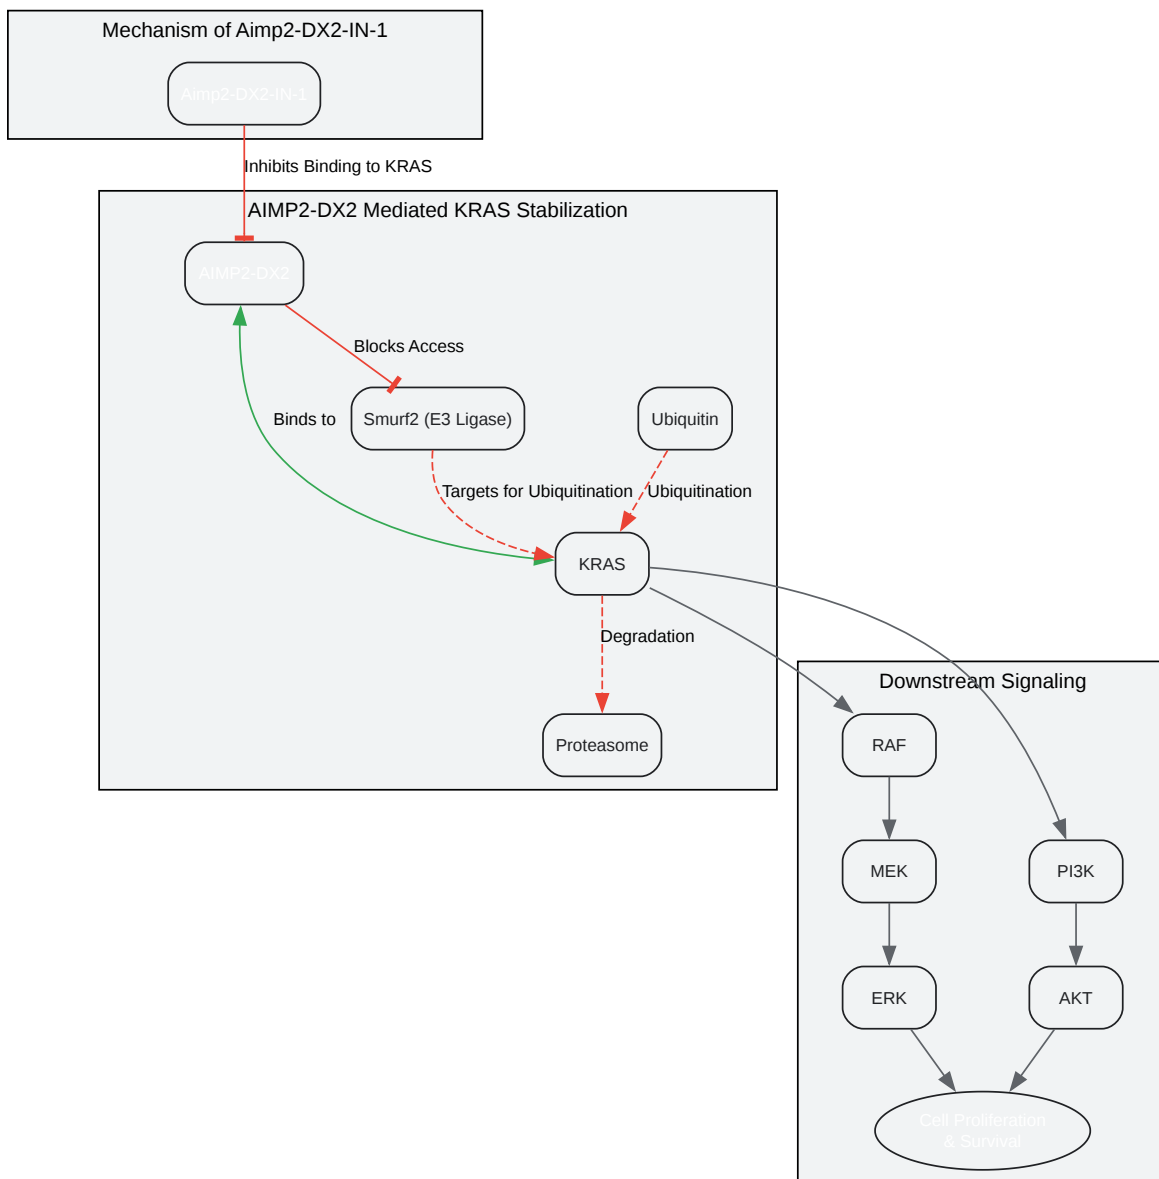 Mechanism of Aimp2-DX2-IN-1
Aimp2-DX2-IN-1
Inhibits Binding to KRAS
AIMP2-DX2 Mediated KRAS Stabilization
AIMP2-DX2
Blocks Access
Binds to
Smurf2 (E3 Ligase)
Ubiquitin
Targets for Ubiquitination
Ubiquitination
KRAS
Degradation
Proteasome
Downstream Signaling
RAF
MEK
PI3K
ERK
AKT
Cell Proliferation
& Survival